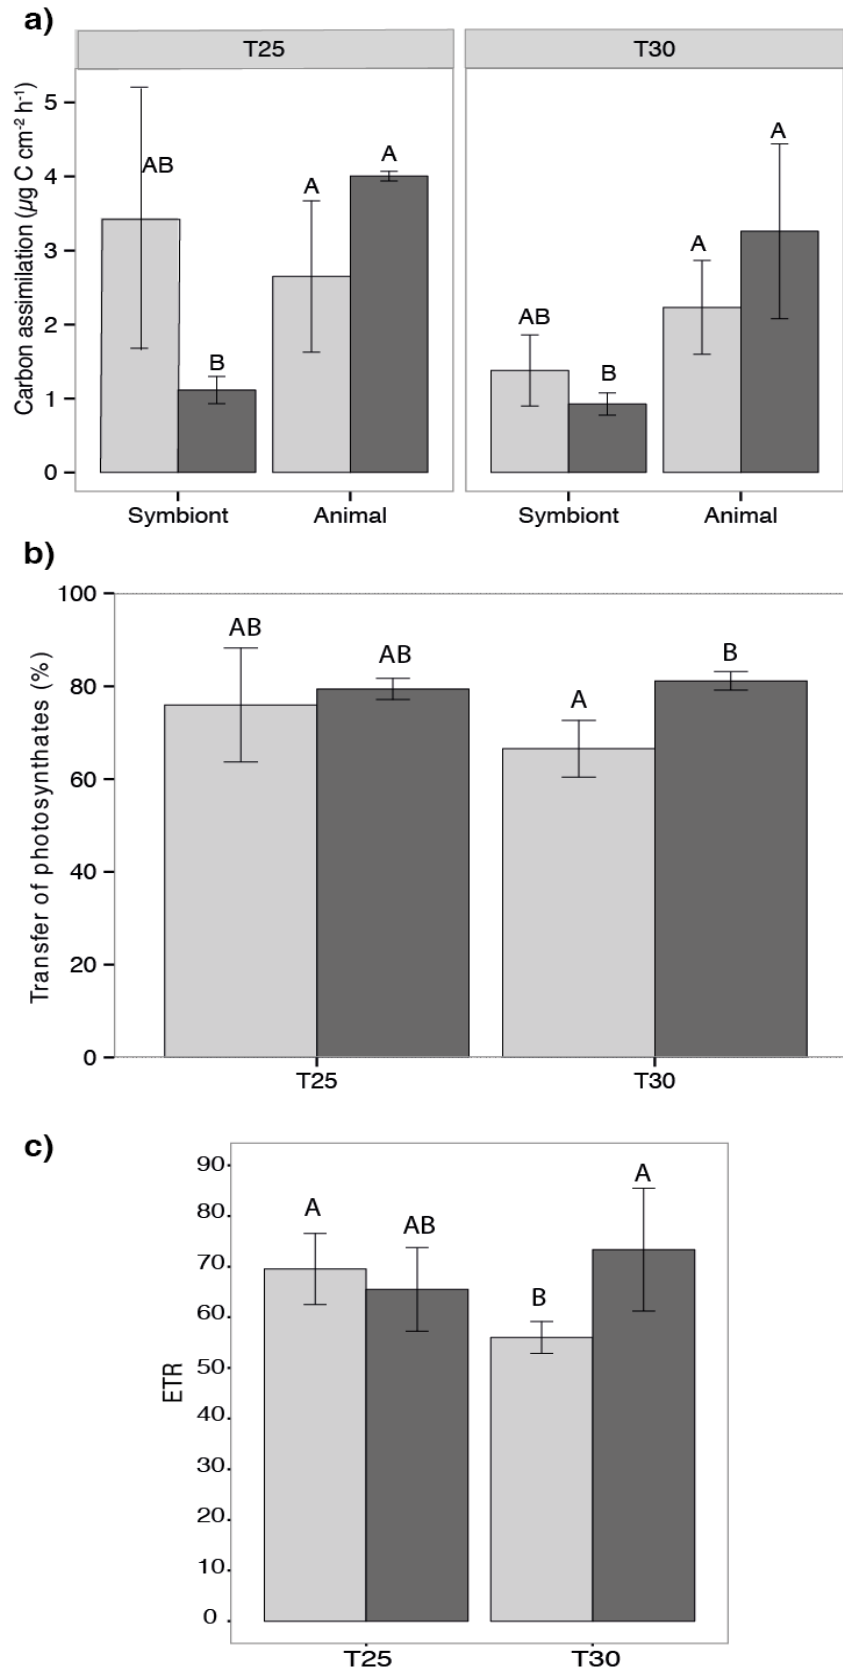 a)
T25 T30
Carbon assimilation (µg C cm-2 h-1)
5
4
3
2
1
0
AB
B
A
A
AB
B
A
A
Symbiont Animal Symbiont Animal
b)
Transfer of photosynthates (%)
100
80
60
40
20
0
AB
AB
A
B
T25 T30
c)
ETR
90
80
70
60
50
40
30
20
10
0
A
AB
B
A
T25 T30